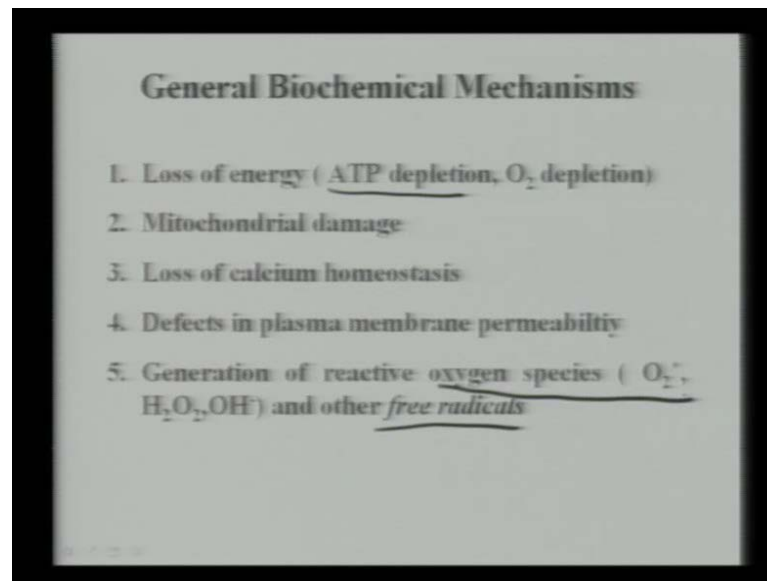 General Biochemical Mechanisms
1. Loss of energy ( ATP depletion, O₂ depletion)
2. Mitochondrial damage
3. Loss of calcium homeostasis
4. Defects in plasma membrane permeabiltiy
5. Generation of reactive oxygen species ( O₂⁻,
H₂O₂,OH⁻) and other free radicals